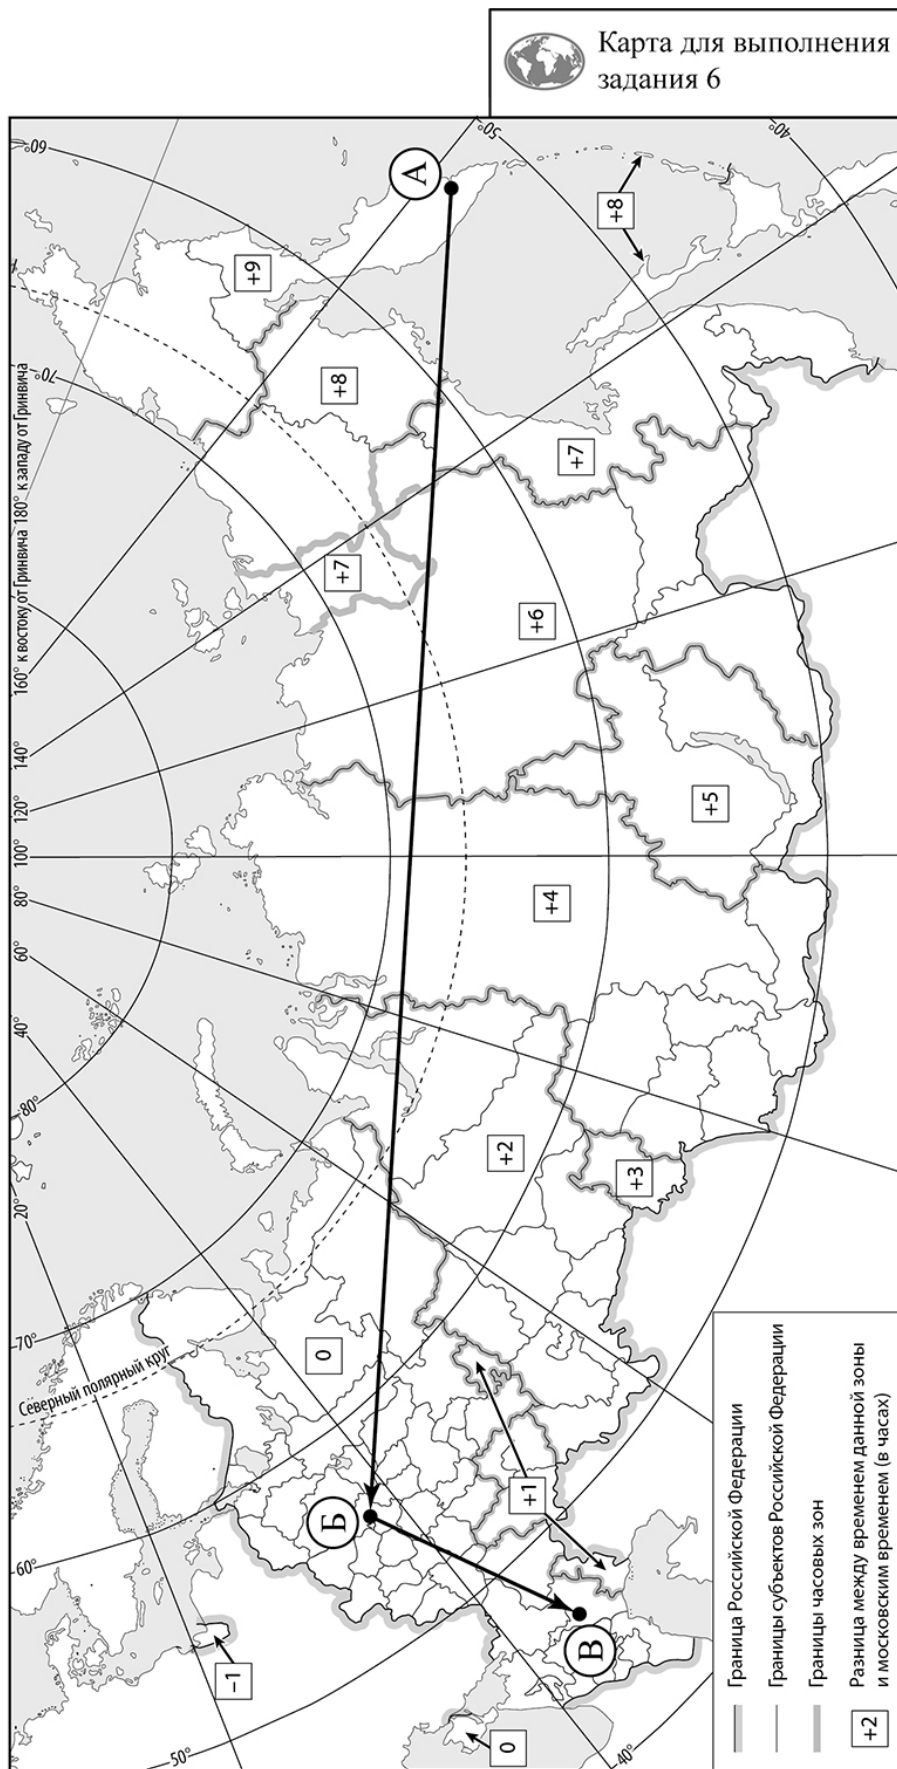 Карта для выполнения
задания 6
160° к востоку от Гринвича 180° к западу от Гринвича
140°
120°
100°
80°
60°
40°
20°
80°
70°
60°
50°
70°
60°
50°
40°
40°
Северный полярный круг
А
Б
В
+9
+8
+8
+7
+7
+6
+5
+4
+3
+2
+1
0
0
−1
Граница Российской Федерации
Границы субъектов Российской Федерации
Границы часовых зон
+2
Разница между временем данной зоны
и московским временем (в часах)